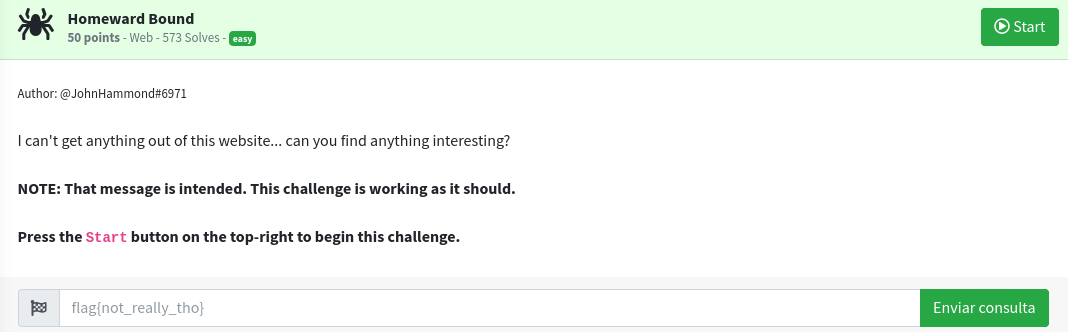 Homeward Bound
50 points - Web - 573 Solves - easy
Start
Author: @JohnHammond#6971
I can't get anything out of this website... can you find anything interesting?
NOTE: That message is intended. This challenge is working as it should.
Press the Start button on the top-right to begin this challenge.
flag{not_really_tho}
Enviar consulta